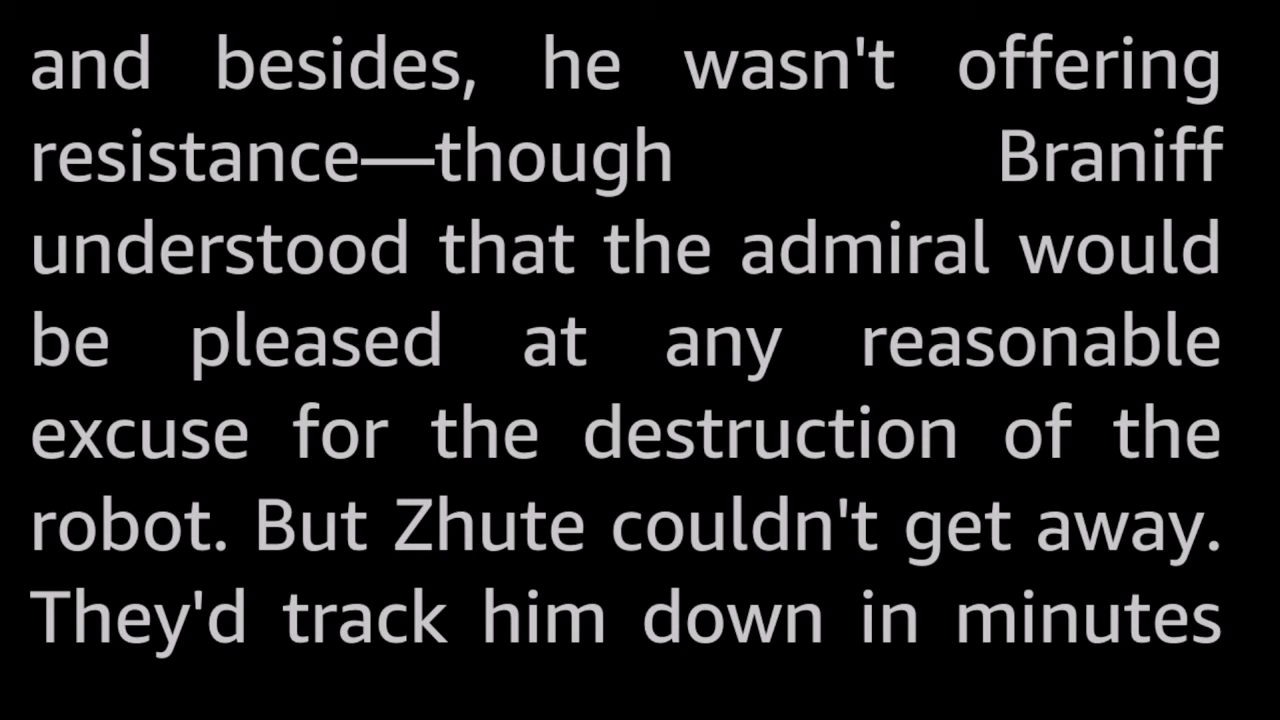 and besides, he wasn't offering
resistance—though Braniff
understood that the admiral would
be pleased at any reasonable
excuse for the destruction of the
robot. But Zhute couldn't get away.
They'd track him down in minutes